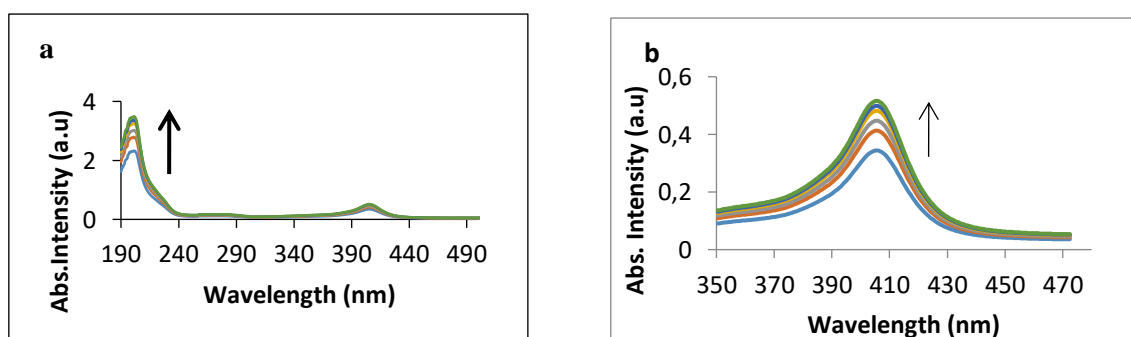 a
Abs.Intensity (a.u)
4
2
0
190 240 290 340 390 440 490
Wavelength (nm)
b
Abs. Intensity (a.u)
0,6
0,4
0,2
0
350 370 390 410 430 450 470
Wavelength (nm)